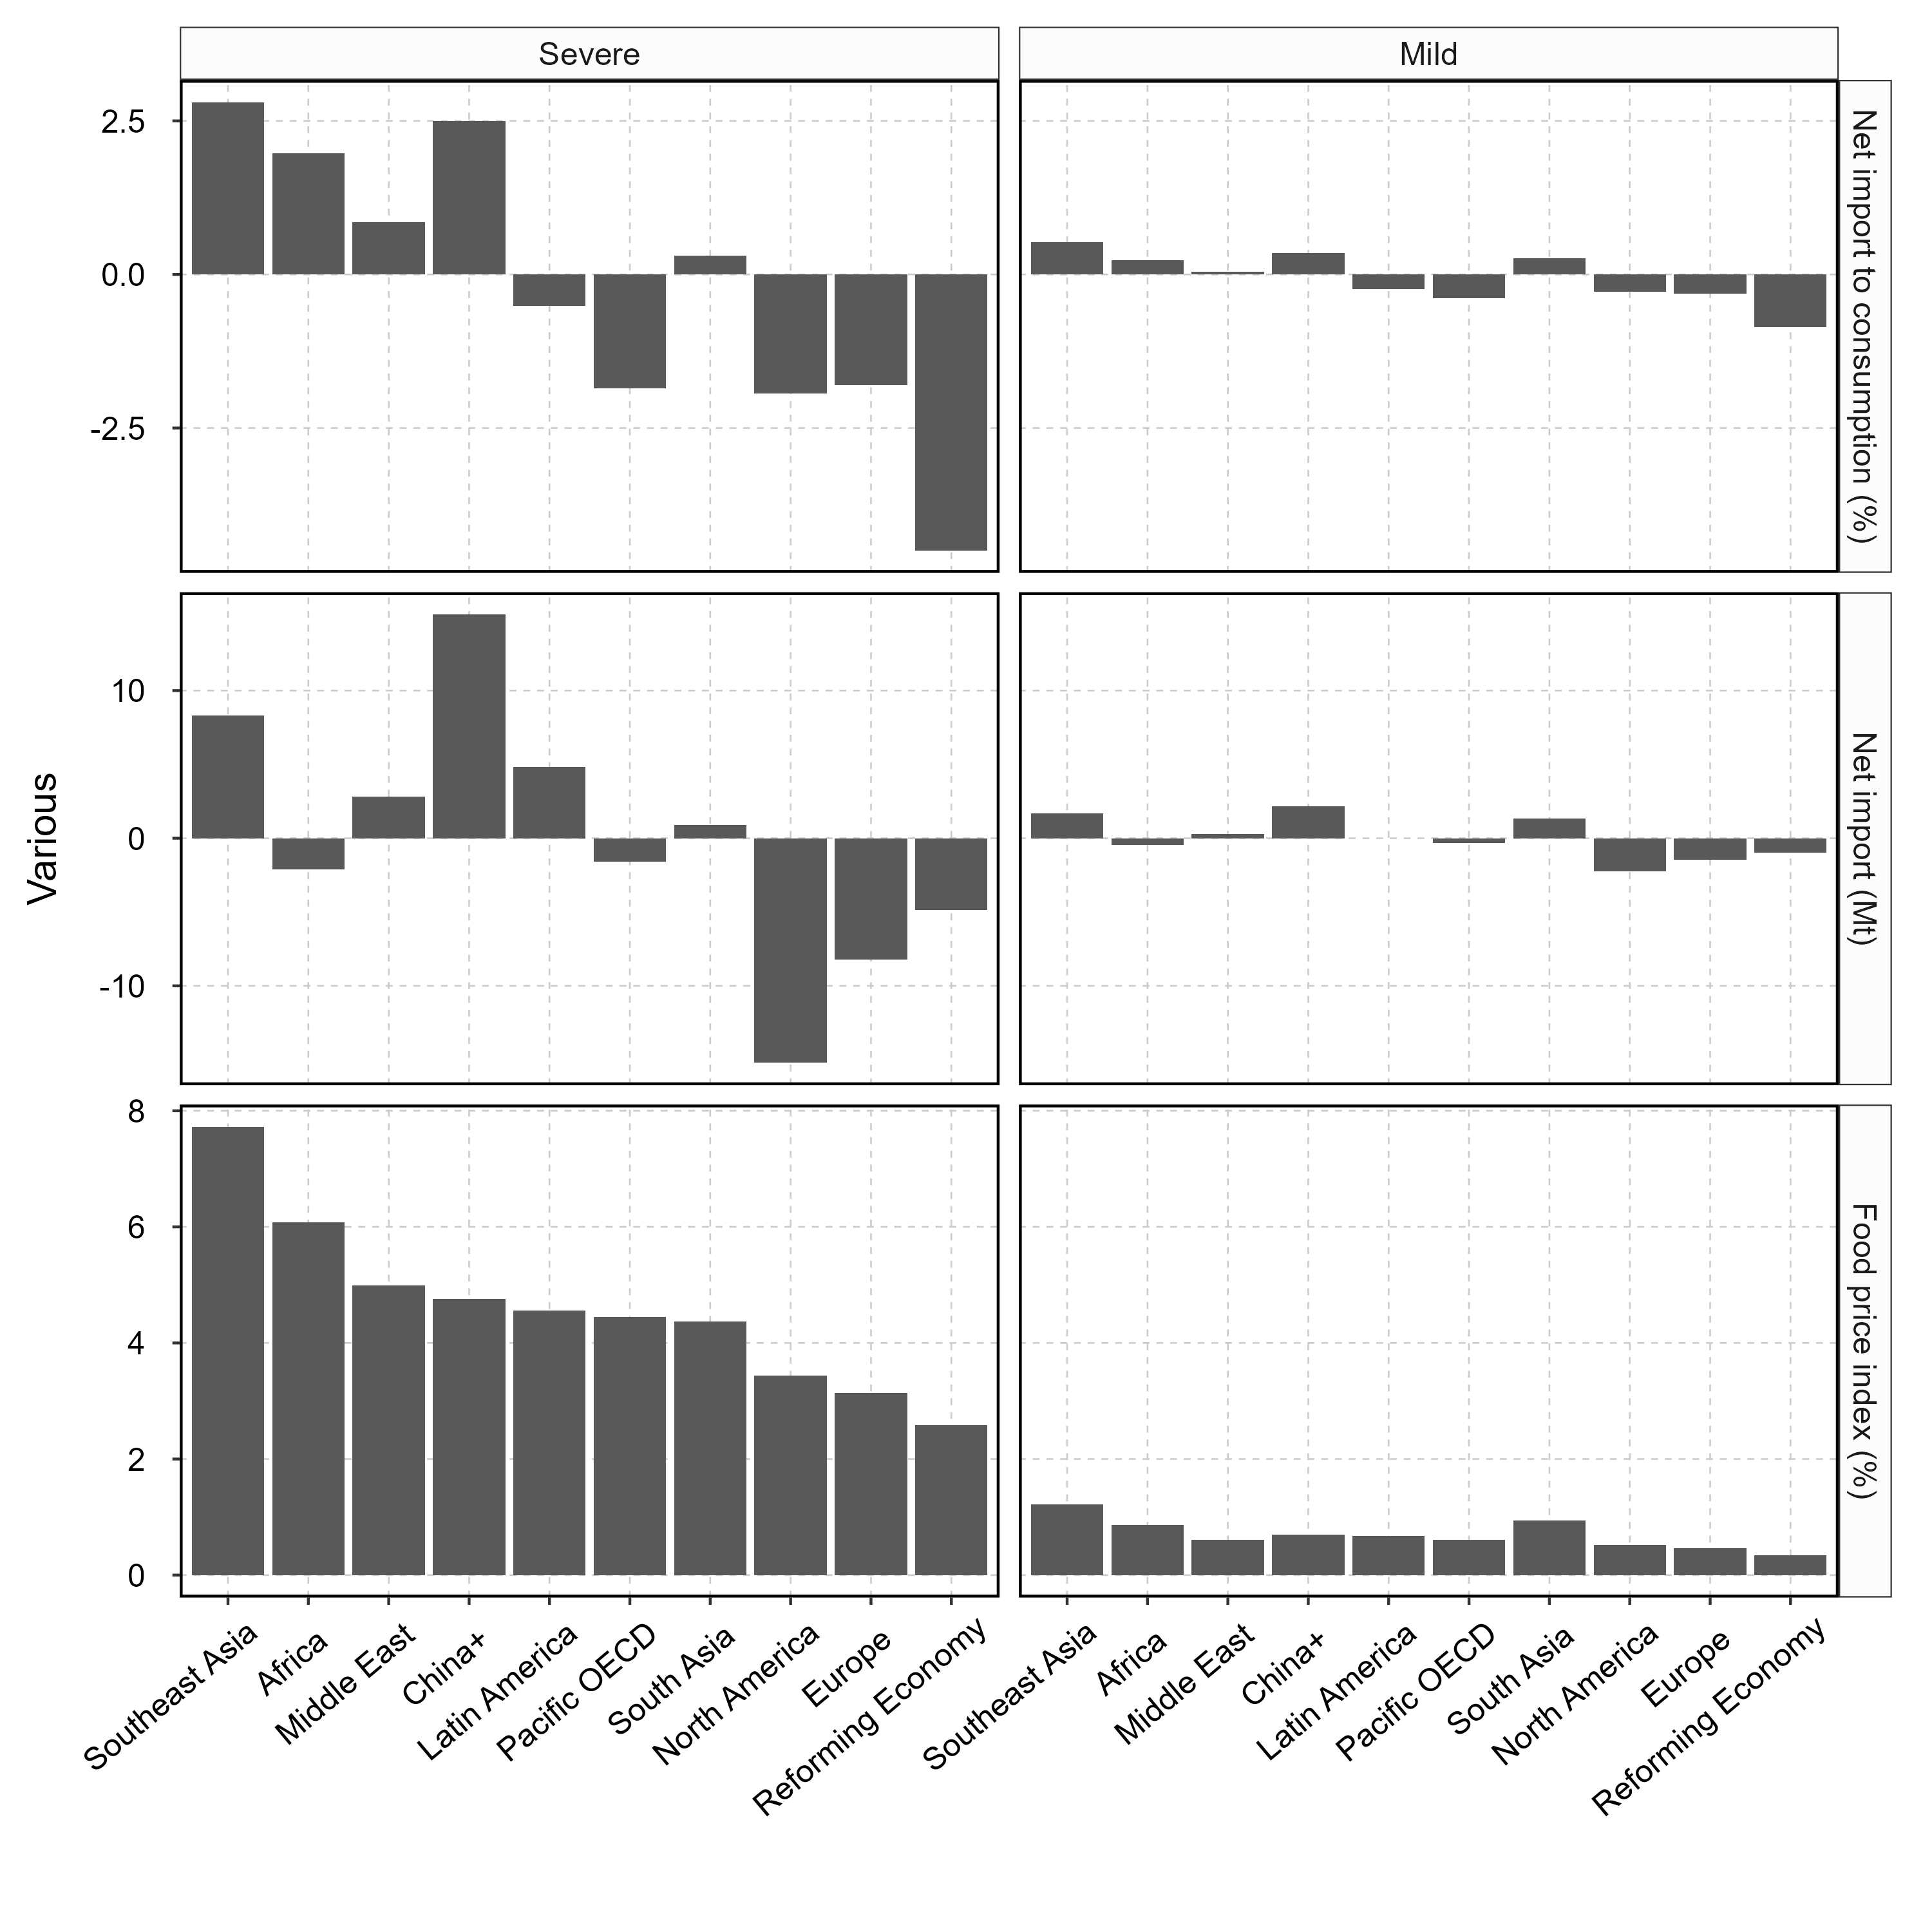 Severe
Mild
2.5
0.0
-2.5
Net import to consumption (%)
10
0
-10
Net import (Mt)
Various
8
6
4
2
0
Food price index (%)
Southeast Asia
Africa
Middle East
China+
Latin America
Pacific OECD
South Asia
North America
Europe
Reforming Economy
Southeast Asia
Africa
Middle East
China+
Latin America
Pacific OECD
South Asia
North America
Europe
Reforming Economy